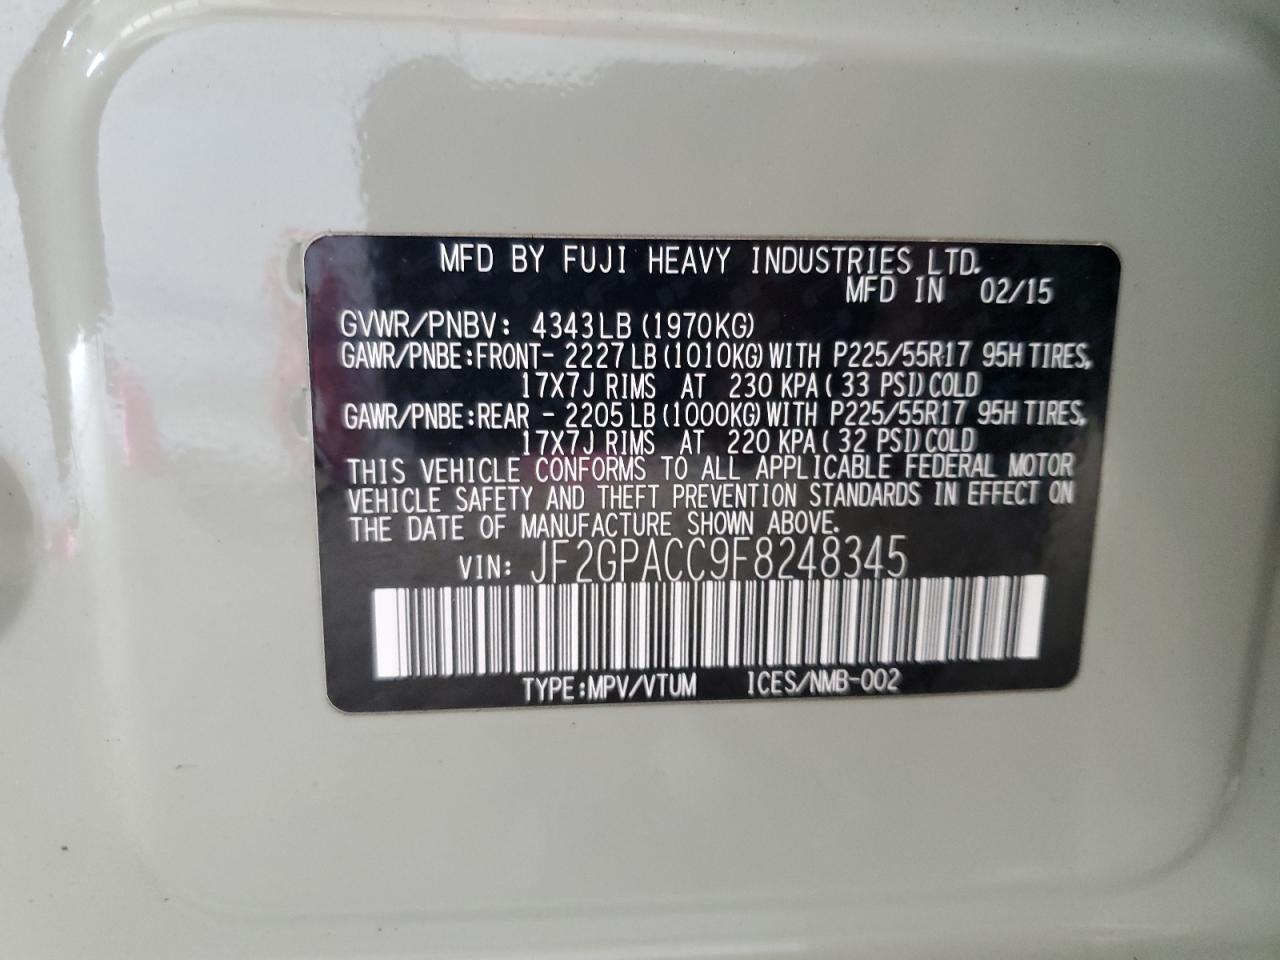 MFD BY FUJI HEAVY INDUSTRIES LTD.
MFD IN 02/15
GVWR/PNBV: 4343LB (1970KG)
GAWR/PNBE:FRONT- 2227LB (1010KG) WITH P225/55R17 95H TIRES,
17X7J RIMS AT 230 KPA ( 33 PSI) COLD
GAWR/PNBE:REAR - 2205LB (1000KG) WITH P225/55R17 95H TIRES,
17X7J RIMS AT 220 KPA ( 32 PSI) COLD
THIS VEHICLE CONFORMS TO ALL APPLICABLE FEDERAL MOTOR
VEHICLE SAFETY AND THEFT PREVENTION STANDARDS IN EFFECT ON
THE DATE OF MANUFACTURE SHOWN ABOVE.
VIN: JF2GPACC9F8248345
TYPE:MPV/VTUM ICES/NMB-002